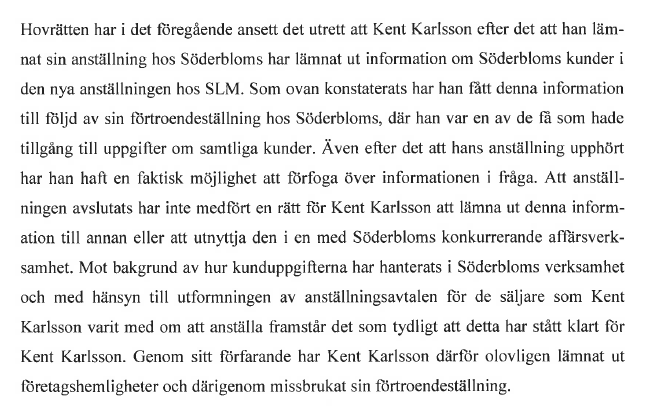 Hovrätten har i det föregående ansett det utrett att Kent Karlsson efter det att han läm-
nat sin anställning hos Söderbloms har lämnat ut information om Söderbloms kunder i
den nya anställningen hos SLM. Som ovan konstaterats har han fått denna information
till följd av sin förtroendeställning hos Söderbloms, där han var en av de få som hade
tillgång till uppgifter om samtliga kunder. Även efter det att hans anställning upphört
har han haft en faktisk möjlighet att förfoga över informationen i fråga. Att anställ-
ningen avslutats har inte medfört en rätt för Kent Karlsson att lämna ut denna inform-
ation till annan eller att utnyttja den i en med Söderbloms konkurrerande affärsverk-
samhet. Mot bakgrund av hur kunduppgifterna har hanterats i Söderbloms verksamhet
och med hänsyn till utformningen av anställningsavtalen för de säljare som Kent
Karlsson varit med om att anställa framstår det som tydligt att detta har stått klart för
Kent Karlsson. Genom sitt förfarande har Kent Karlsson därför olovligen lämnat ut
företagshemligheter och därigenom missbrukat sin förtroendeställning.